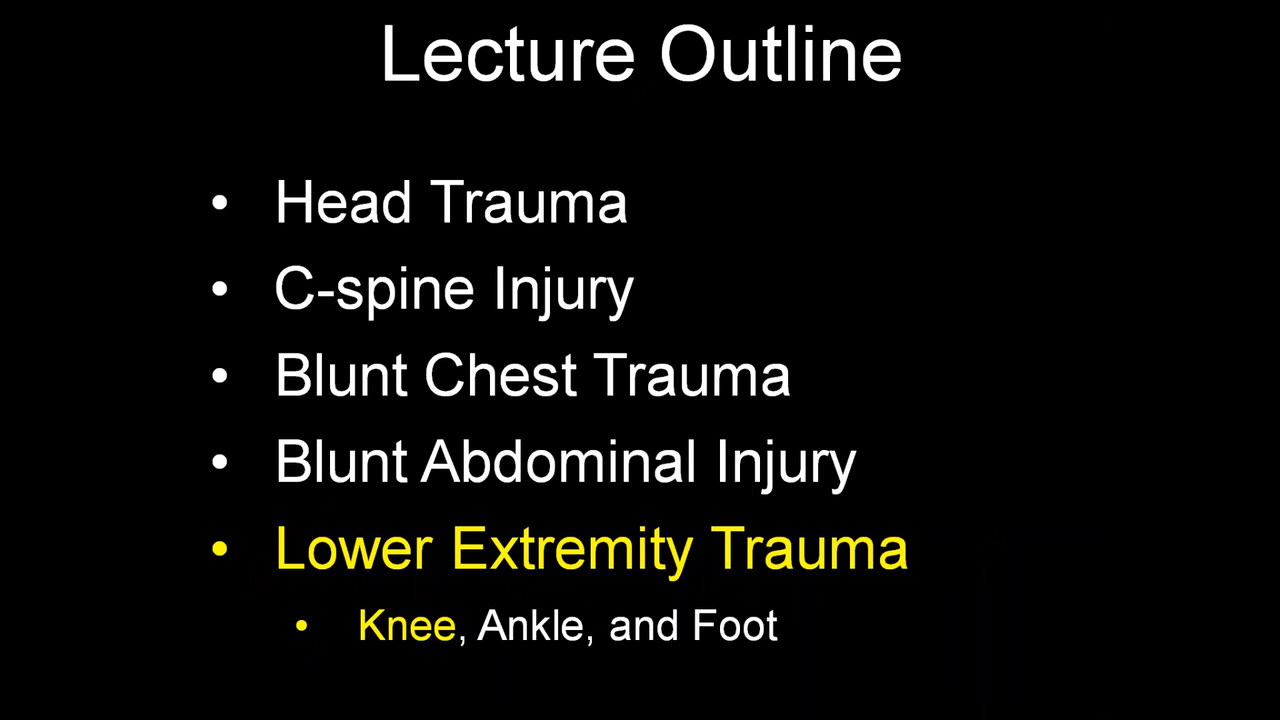 Lecture Outline
• Head Trauma
• C-spine Injury
• Blunt Chest Trauma
• Blunt Abdominal Injury
• Lower Extremity Trauma
• Knee, Ankle, and Foot